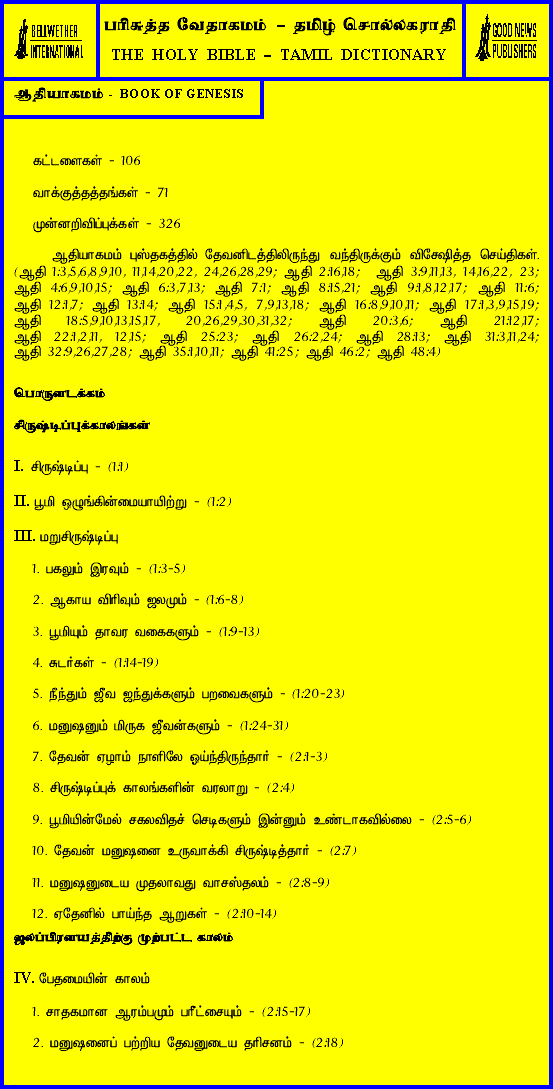 BELLWETHER
INTERNATIONAL
பரிசுத்த வேதாகமம் – தமிழ் சொல்லகராதி
THE HOLY BIBLE – TAMIL DICTIONARY
GOOD NEWS
PUBLISHERS
ஆதியாகமம் - BOOK OF GENESIS
கட்டளைகள் - 106
வாக்குத்தத்தங்கள் - 71
முன்னறிவிப்புக்கள் - 326
ஆதியாகமம் புஸ்தகத்தில் தேவனிடத்திலிருந்து வந்திருக்கும் விசேஷித்த செய்திகள்.
(ஆதி 1:3,5,6,8,9,10, 11,14,20,22, 24,26,28,29; ஆதி 2:16,18; ஆதி 3:9,11,13, 14,16,22, 23;
ஆதி 4:6,9,10,15; ஆதி 6:3,7,13; ஆதி 7:1; ஆதி 8:15,21; ஆதி 9:1,8,12,17; ஆதி 11:6;
ஆதி 12:1,7; ஆதி 13:14; ஆதி 15:1,4,5, 7,9,13,18; ஆதி 16:8,9,10,11; ஆதி 17:1,3,9,15,19;
ஆதி 18:5,9,10,13,15,17, 20,26,29,30,31,32; ஆதி 20:3,6; ஆதி 21:12,17;
ஆதி 22:1,2,11, 12,15; ஆதி 25:23; ஆதி 26:2,24; ஆதி 28:13; ஆதி 31:3,11,24;
ஆதி 32:9,26,27,28; ஆதி 35:1,10,11; ஆதி 41:25; ஆதி 46:2; ஆதி 48:4)
பொருளடக்கம்
சிருஷ்டிப்புக்காலங்கள்
I. சிருஷ்டிப்பு - (1:1)
II. பூமி ஒழுங்கின்மையாயிற்று - (1:2)
III. மறுசிருஷ்டிப்பு
1. பகலும் இரவும் - (1:3-5)
2. ஆகாய விரிவும் ஜலமும் - (1:6-8)
3. பூமியும் தாவர வகைகளும் - (1:9-13)
4. சுடர்கள் - (1:14-19)
5. நீந்தும் ஜீவ ஜந்துக்களும் பறவைகளும் - (1:20-23)
6. மனுஷனும் மிருக ஜீவன்களும் - (1:24-31)
7. தேவன் ஏழாம் நாளிலே ஓய்ந்திருந்தார் - (2:1-3)
8. சிருஷ்டிப்புக் காலங்களின் வரலாறு - (2:4)
9. பூமியின்மேல் சகலவிதச் செடிகளும் இன்னும் உண்டாகவில்லை - (2:5-6)
10. தேவன் மனுஷனை உருவாக்கி சிருஷ்டித்தார் - (2:7)
11. மனுஷனுடைய முதலாவது வாசஸ்தலம் - (2:8-9)
12. ஏதேனில் பாய்ந்த ஆறுகள் - (2:10-14)
ஜலப்பிரளயத்திற்கு முற்பட்ட காலம்
IV. பேதமையின் காலம்
1. சாதகமான ஆரம்பமும் பரீட்சையும் - (2:15-17)
2. மனுஷனைப் பற்றிய தேவனுடைய தரிசனம் - (2:18)